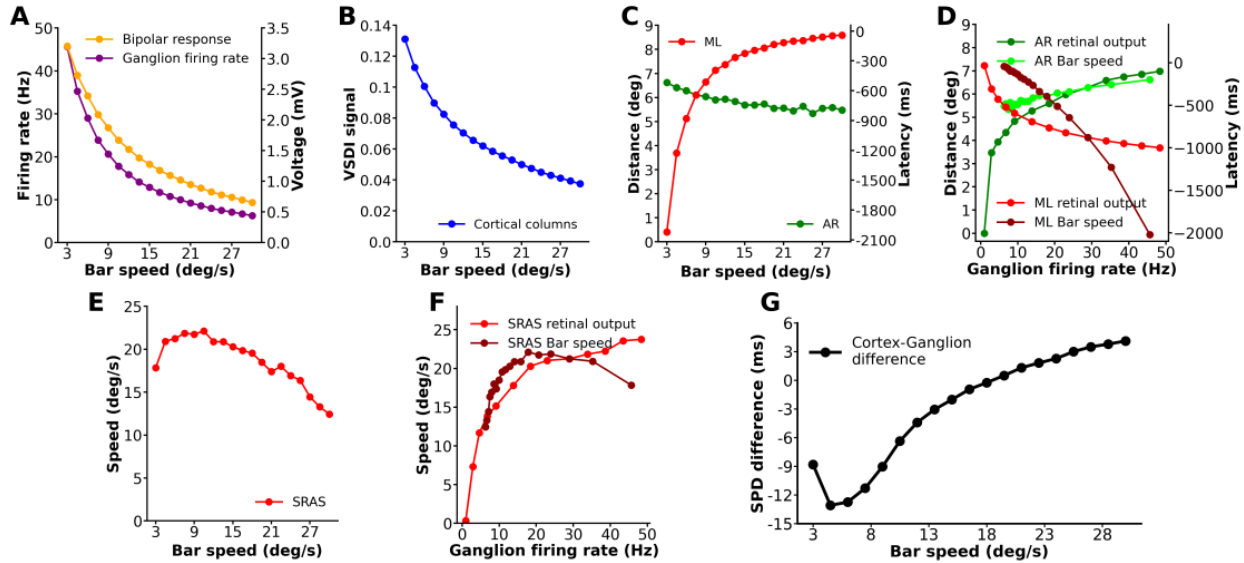 A
50
40
30
20
10
0
Firing rate (Hz)
Bipolar response
Ganglion firing rate
3.5
3.0
2.5
2.0
1.5
1.0
0.5
0.0
Voltage (mV)
3 9 15 21 27
Bar speed (deg/s)
B
0.14
0.12
0.10
0.08
0.06
0.04
0.02
0.0
VSDI signal
Cortical columns
3 9 15 21 27
Bar speed (deg/s)
C
9
8
7
6
5
4
3
2
1
0
Distance (deg)
ML
AR
0
-300
-600
-900
-1200
-1500
-1800
-2100
Latency (ms)
3 9 15 21 27
Bar speed (deg/s)
D
9
8
7
6
5
4
3
2
1
0
Distance (deg)
AR retinal output
AR Bar speed
ML retinal output
ML Bar speed
0
−500
−1000
−1500
−2000
Latency (ms)
0 10 20 30 40 50
Ganglion firing rate (Hz)
E
25
20
15
10
5
0
Speed (deg/s)
SRAS
3 9 15 21 27
Bar speed (deg/s)
F
25
20
15
10
5
0
Speed (deg/s)
SRAS retinal output
SRAS Bar speed
0 10 20 30 40 50
Ganglion firing rate (Hz)
G
6
3
0
-3
-6
-9
-12
-15
SPD difference (ms)
Cortex-Ganglion
difference
3 8 13 18 23 28
Bar speed (deg/s)